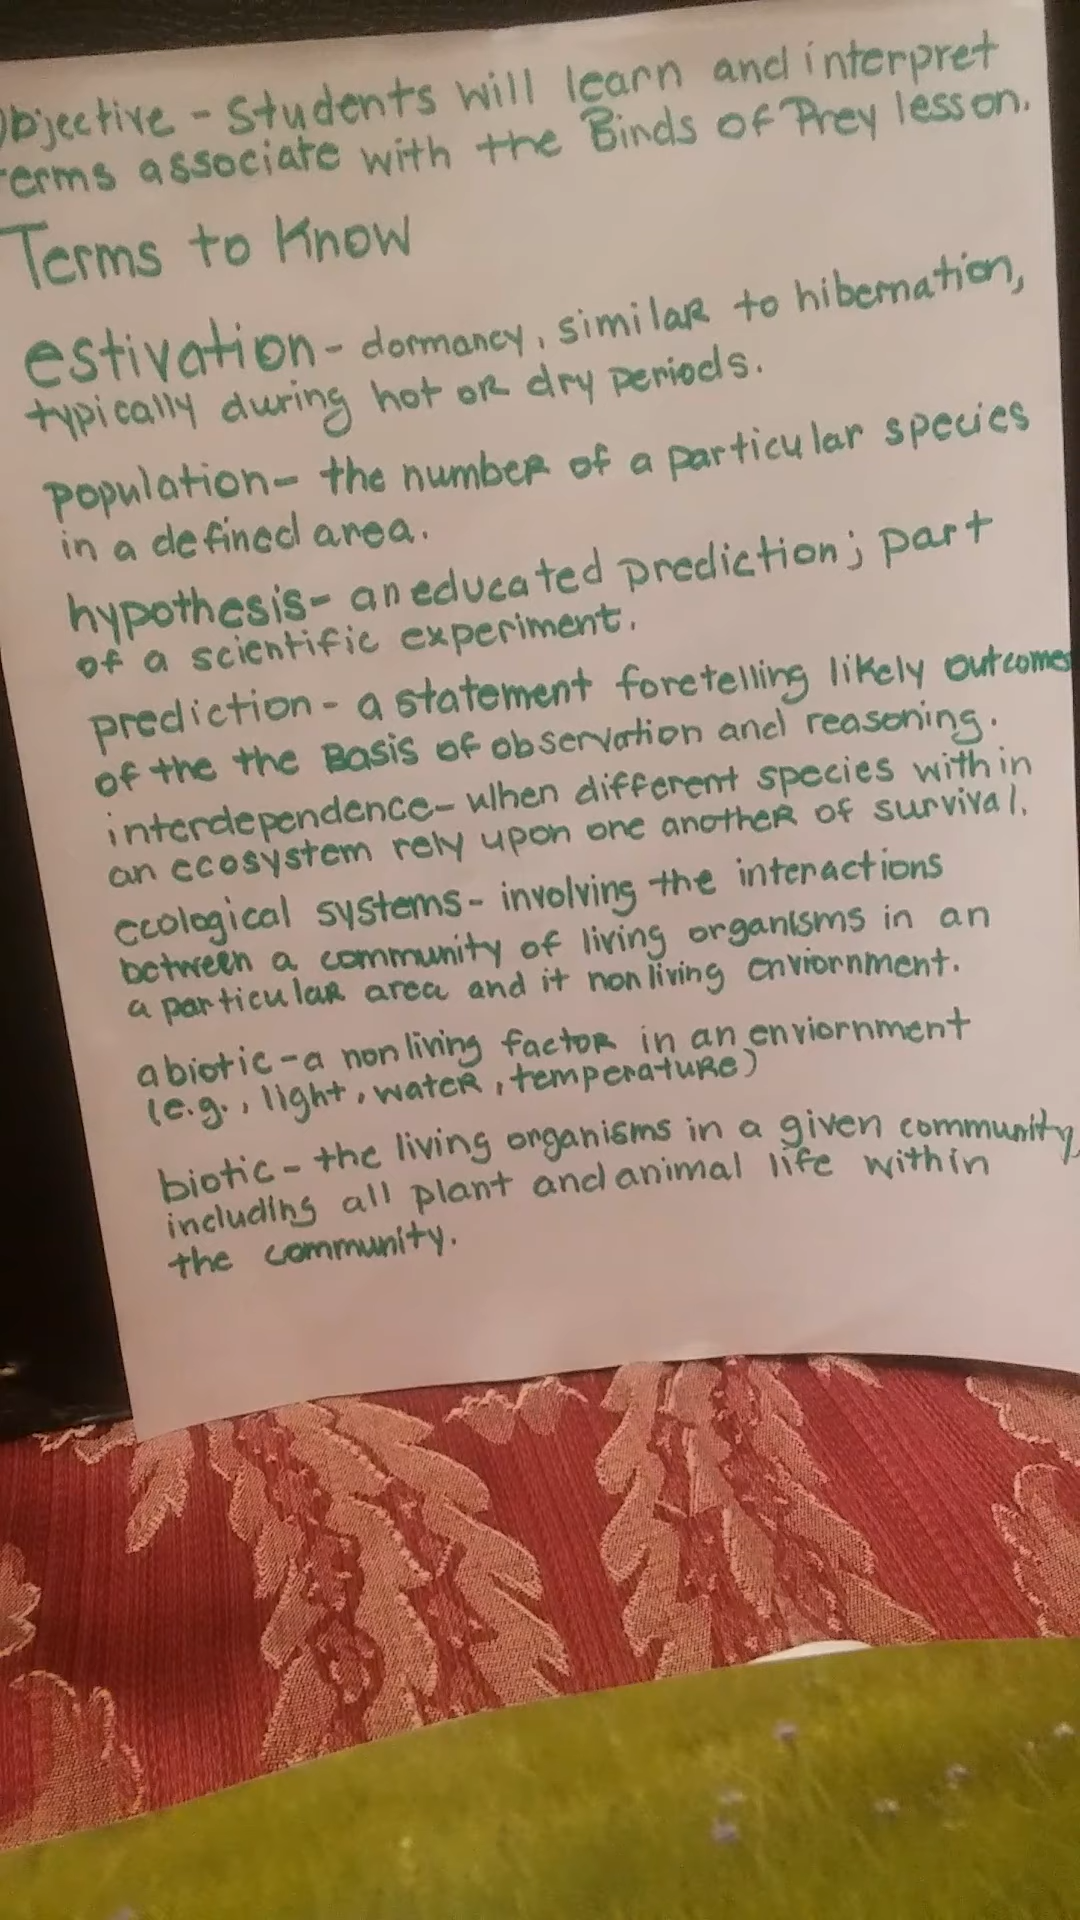 Objective - Students will learn and interpret
terms associate with the Binds of Prey lesson.
Terms to Know
estivation - dormancy, similar to hibernation,
typically during hot or dry periods.
population - the number of a particular species
in a defined area.
hypothesis - an educated prediction; part
of a scientific experiment.
prediction - a statement foretelling likely outcomes
of the the Basis of observation and reasoning.
interdependence - when different species within
an ecosystem rely upon one another of survival.
ecological systems - involving the interactions
between a community of living organisms in an
a particular area and it nonliving enviornment.
abiotic - a nonliving factor in an enviornment
(e.g., light, water, temperature)
biotic - the living organisms in a given community,
including all plant and animal life within
the community.